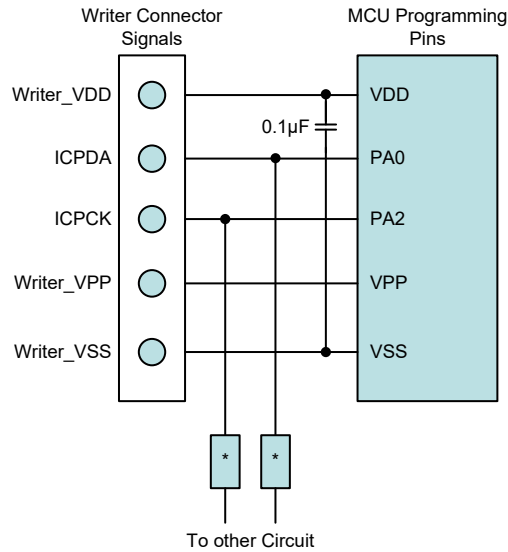 Writer Connector
Signals
MCU Programming
Pins
Writer_VDD
VDD
0.1μF
ICPDA
PA0
ICPCK
PA2
Writer_VPP
VPP
Writer_VSS
VSS
*
*
To other Circuit